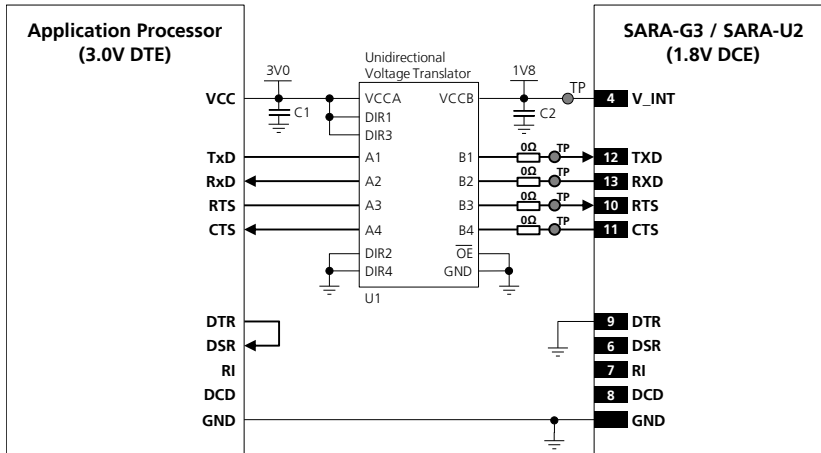 Application Processor
(3.0V DTE)
SARA-G3 / SARA-U2
(1.8V DCE)
Unidirectional
Voltage Translator
3V0
1V8
TP
VCC
C1
VCCA
VCCB
C2
4
V_INT
DIR1
DIR3
TxD
A1
B1
0Ω
TP
12
TXD
RxD
A2
B2
0Ω
TP
13
RXD
RTS
A3
B3
0Ω
TP
10
RTS
CTS
A4
B4
0Ω
TP
11
CTS
DIR2
OE
DIR4
GND
U1
DTR
9
DTR
DSR
6
DSR
RI
7
RI
DCD
8
DCD
GND
GND